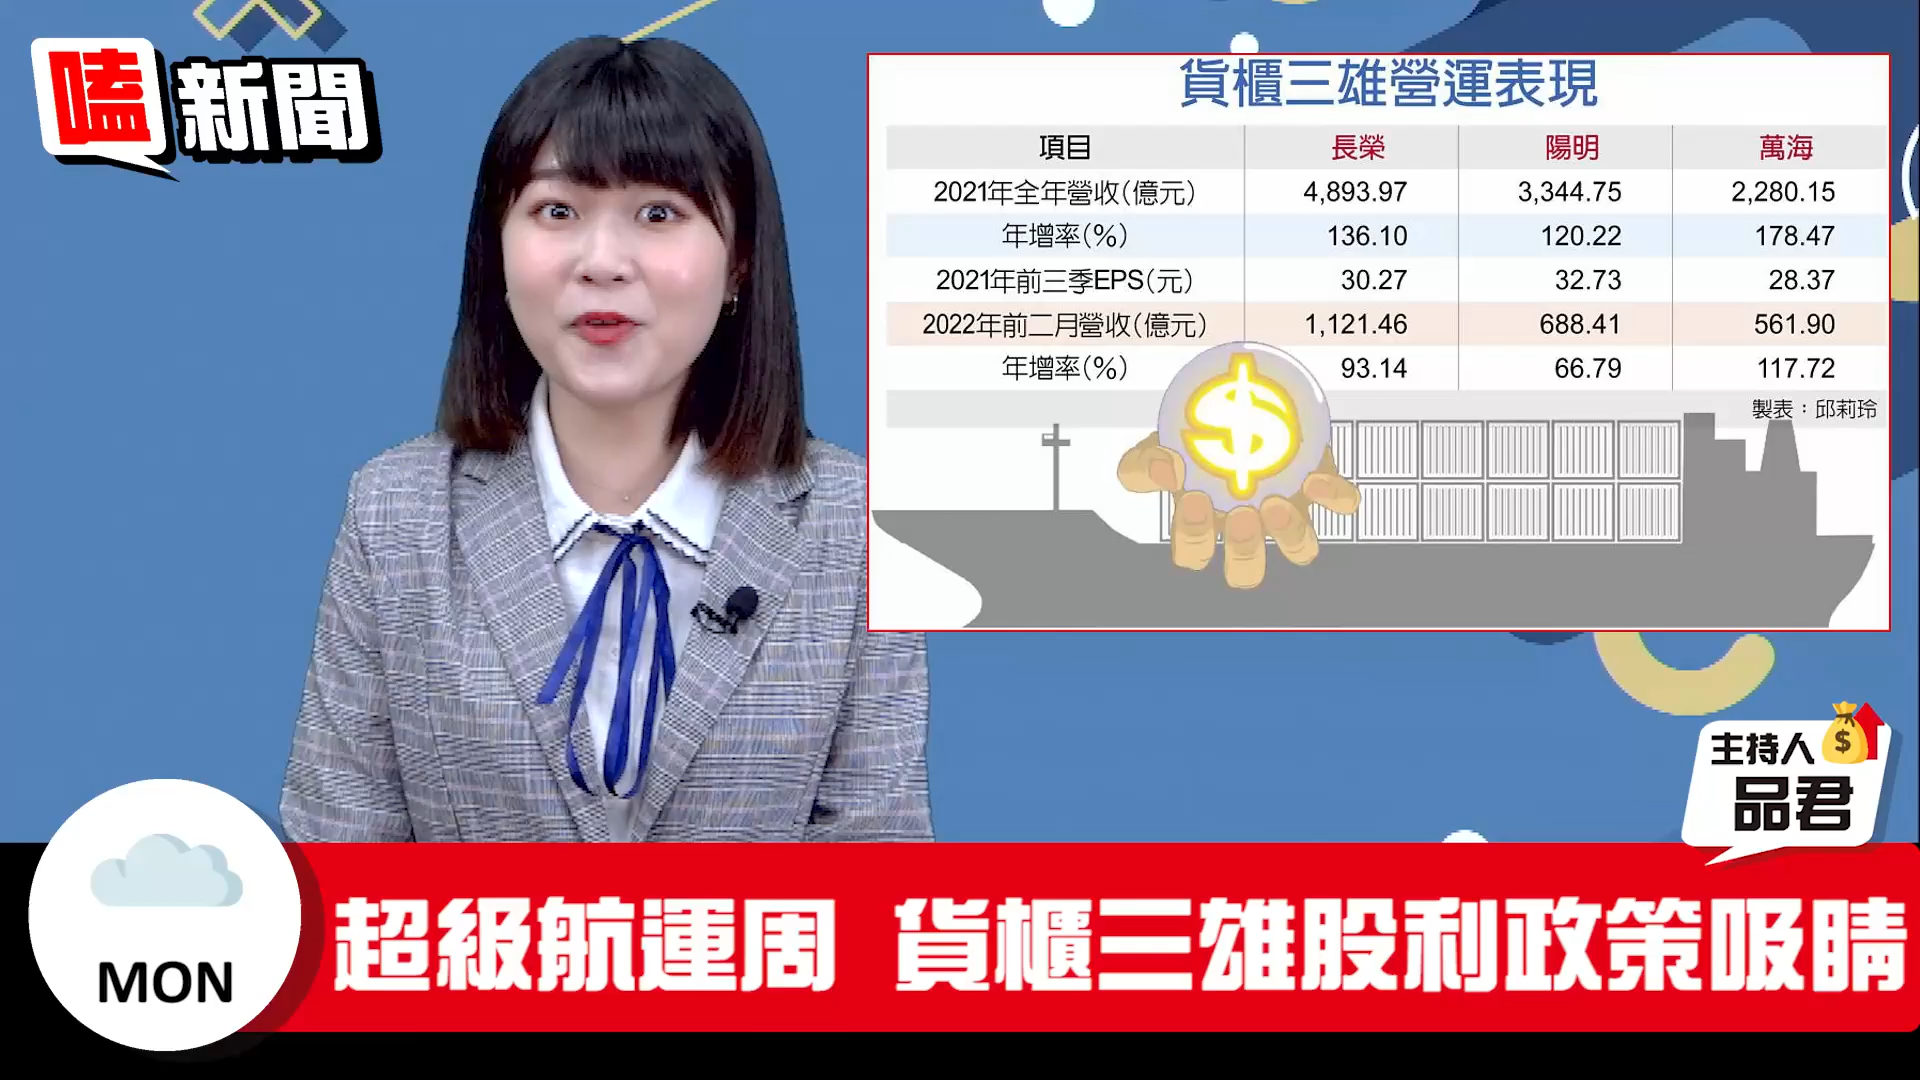 嗑新聞
貨櫃三雄營運表現
項目 長榮 陽明 萬海
2021年全年營收(億元) 4,893.97 3,344.75 2,280.15
年增率(%) 136.10 120.22 178.47
2021年前三季EPS(元) 30.27 32.73 28.37
2022年前二月營收(億元) 1,121.46 688.41 561.90
年增率(%) 93.14 66.79 117.72
製表：邱莉玲
$
主持人
$
品君
MON
超級航運周 貨櫃三雄股利政策吸睛